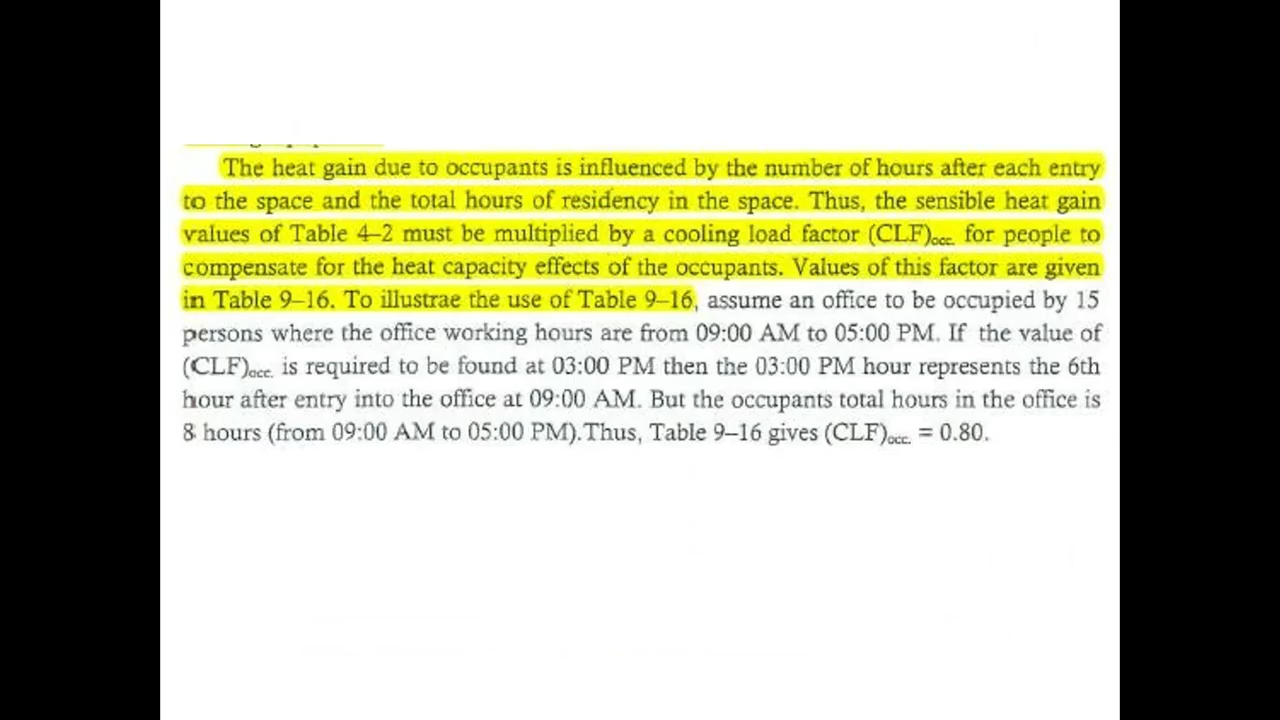 The heat gain due to occupants is influenced by the number of hours after each entry
to the space and the total hours of residency in the space. Thus, the sensible heat gain
values of Table 4–2 must be multiplied by a cooling load factor (CLF)occ. for people to
compensate for the heat capacity effects of the occupants. Values of this factor are given
in Table 9–16. To illustrae the use of Table 9–16, assume an office to be occupied by 15
persons where the office working hours are from 09:00 AM to 05:00 PM. If the value of
(CLF)occ. is required to be found at 03:00 PM then the 03:00 PM hour represents the 6th
hour after entry into the office at 09:00 AM. But the occupants total hours in the office is
8 hours (from 09:00 AM to 05:00 PM).Thus, Table 9–16 gives (CLF)occ. = 0.80.